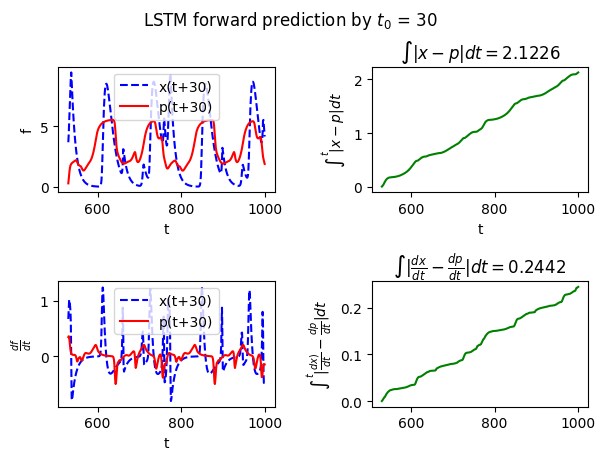 LSTM forward prediction by t₀ = 30
x(t+30)
p(t+30)
f
5
0
600
800
1000
t
∫|x − p|dt = 2.1226
∫ᵗ|x − p|dt
2
1
0
600
800
1000
t
x(t+30)
p(t+30)
df/dt
1
0
600
800
1000
t
∫|dx/dt − dp/dt|dt = 0.2442
∫ᵗ|dx)/dt − dp/dt|dt
0.2
0.1
0.0
600
800
1000